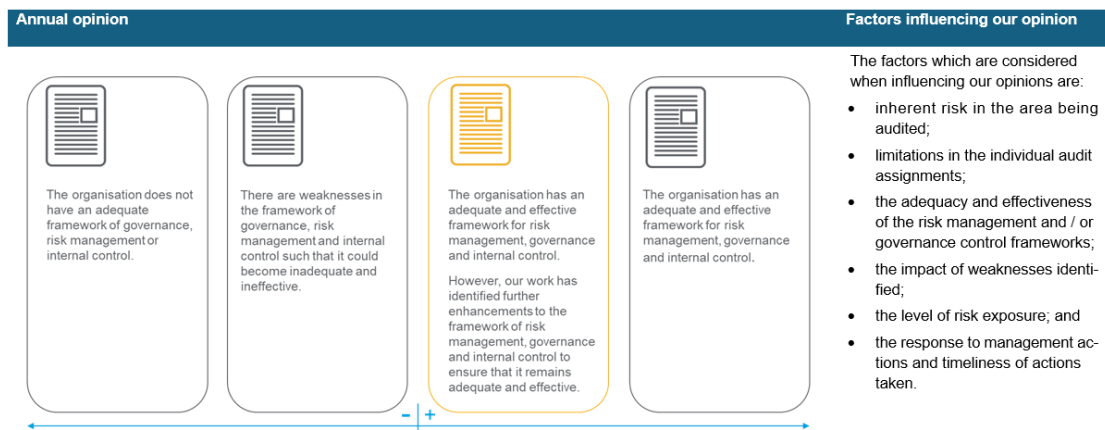 Annual opinion
Factors influencing our opinion
The organisation does not
have an adequate
framework of governance,
risk management or
internal control.
There are weaknesses in
the framework of
governance, risk
management and internal
control such that it could
become inadequate and
ineffective.
The organisation has an
adequate and effective
framework for risk
management, governance
and internal control.
However, our work has
identified further
enhancements to the
framework of risk
management, governance
and internal control to
ensure that it remains
adequate and effective.
The organisation has an
adequate and effective
framework for risk
management, governance
and internal control.
- +
The factors which are considered
when influencing our opinions are:
• inherent risk in the area being
audited;
• limitations in the individual audit
assignments;
• the adequacy and effectiveness
of the risk management and / or
governance control frameworks;
• the impact of weaknesses identi-
fied;
• the level of risk exposure; and
• the response to management ac-
tions and timeliness of actions
taken.